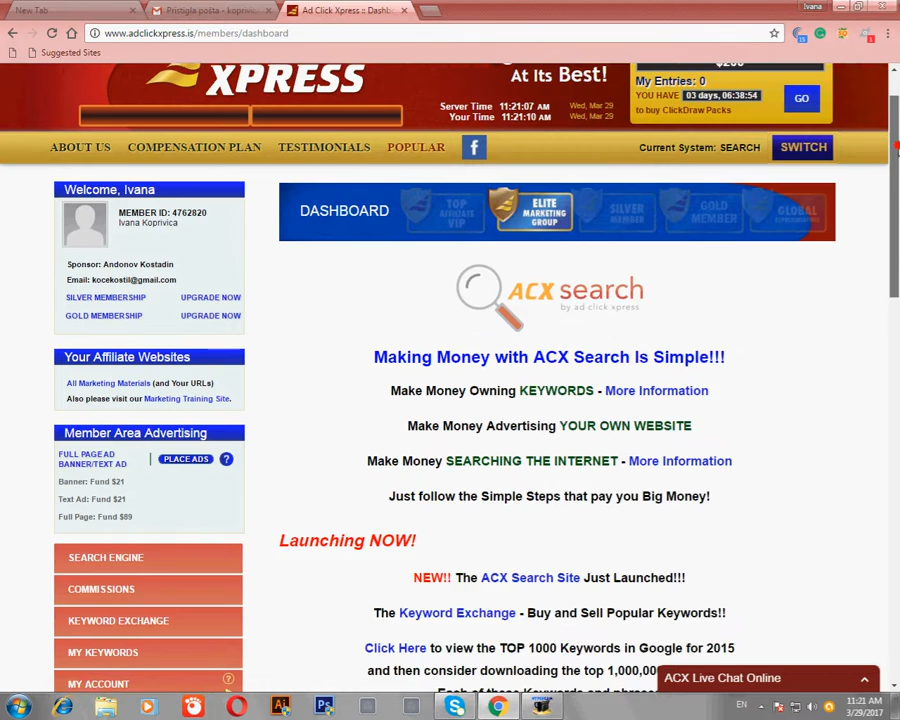 New Tab
Pristigla pošta - koprivic
Ad Click Xpress :: Dashb
Ivana
www.adclickxpress.is/members/dashboard
Suggested Sites
XPRESS
At Its Best!
Server Time 11:21:07 AM Wed, Mar 29
Your Time 11:21:10 AM Wed, Mar 29
My Entries: 0
YOU HAVE 03 days, 06:38:54
to buy ClickDraw Packs
GO
ABOUT US COMPENSATION PLAN TESTIMONIALS POPULAR f
Current System: SEARCH SWITCH
Welcome, Ivana
MEMBER ID: 4762820
Ivana Koprivica
Sponsor: Andonov Kostadin
Email: kocekostil@gmail.com
SILVER MEMBERSHIP UPGRADE NOW
GOLD MEMBERSHIP UPGRADE NOW
Your Affiliate Websites
All Marketing Materials (and Your URLs)
Also please visit our Marketing Training Site.
Member Area Advertising
FULL PAGE AD
BANNER/TEXT AD
PLACE ADS ?
Banner: Fund $21
Text Ad: Fund $21
Full Page: Fund $89
SEARCH ENGINE
COMMISSIONS
KEYWORD EXCHANGE
MY KEYWORDS
MY ACCOUNT
?
DASHBOARD
TOP AFFILIATE VIP
ELITE MARKETING GROUP
SILVER MEMBER
GOLD MEMBER
GLOBAL
ACX search
by ad click xpress
Making Money with ACX Search Is Simple!!!
Make Money Owning KEYWORDS - More Information
Make Money Advertising YOUR OWN WEBSITE
Make Money SEARCHING THE INTERNET - More Information
Just follow the Simple Steps that pay you Big Money!
Launching NOW!
NEW!! The ACX Search Site Just Launched!!!
The Keyword Exchange - Buy and Sell Popular Keywords!!
Click Here to view the TOP 1000 Keywords in Google for 2015
and then consider downloading the top 1,000,00
ACX Live Chat Online
EN
11:21 AM
3/29/2017